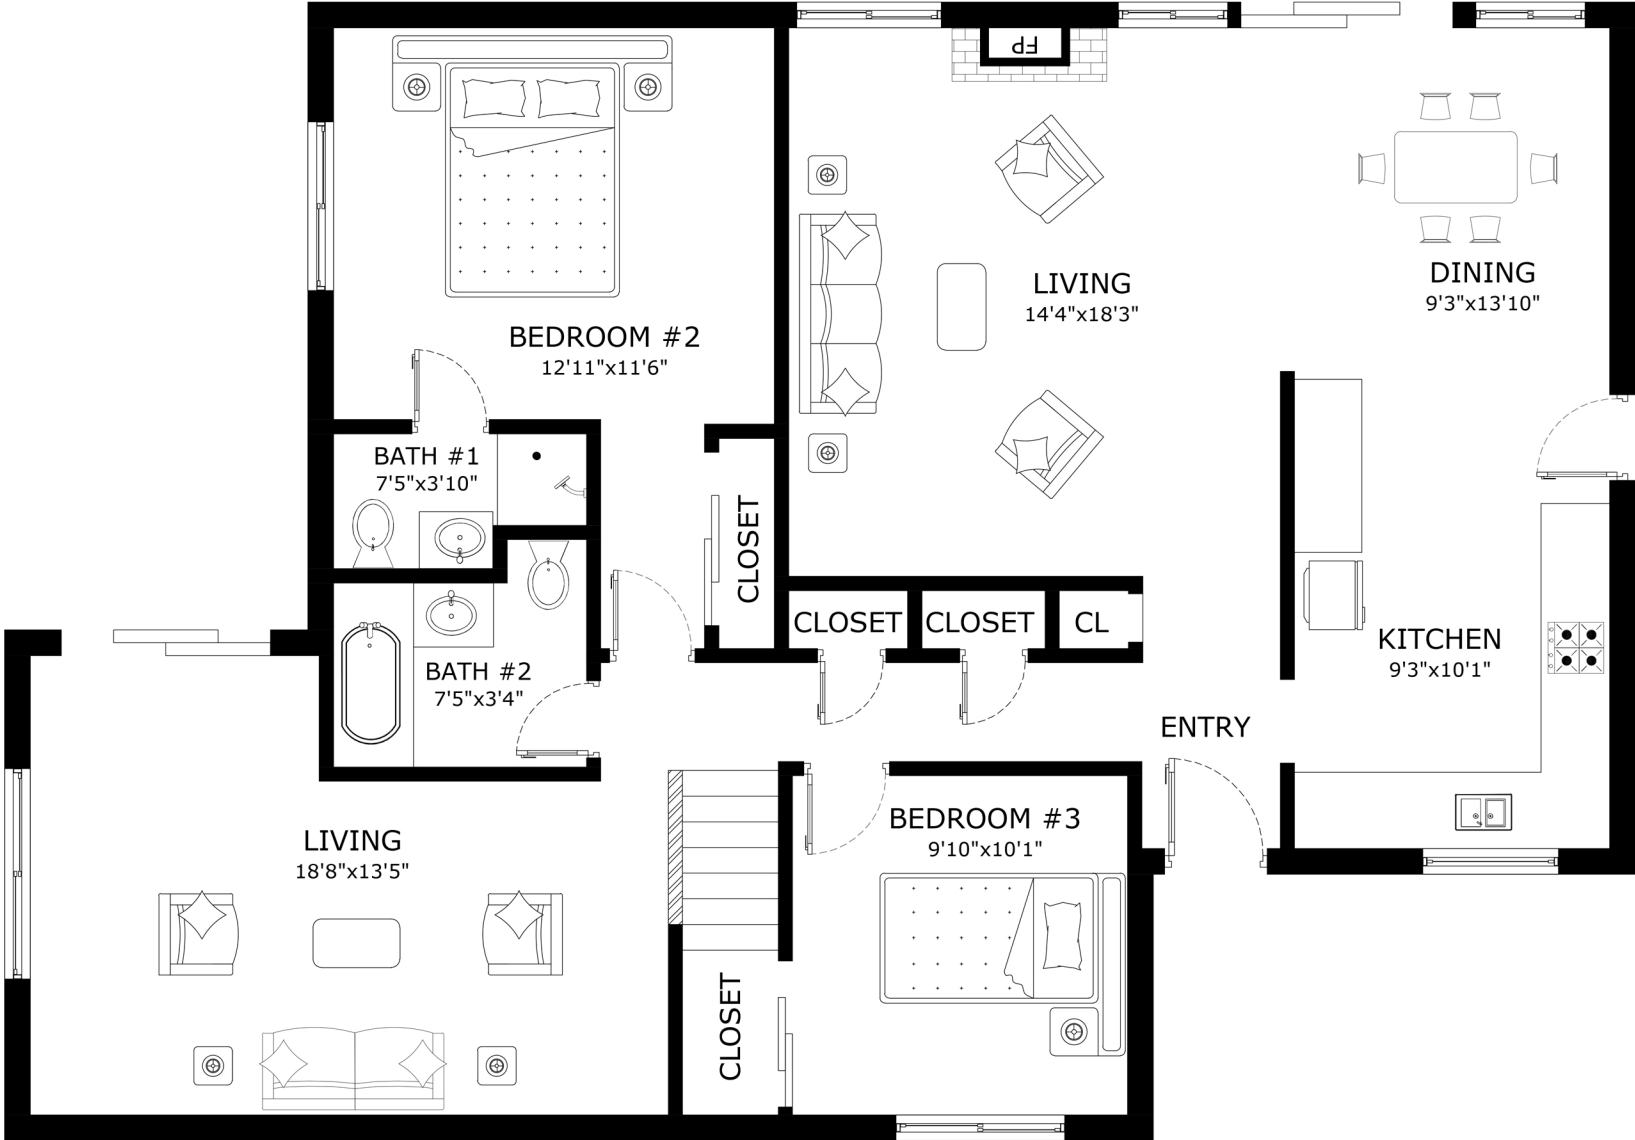 FP
DINING
9'3"x13'10"
LIVING
14'4"x18'3"
BEDROOM #2
12'11"x11'6"
BATH #1
7'5"x3'10"
CLOSET
CLOSET
CLOSET
CL
KITCHEN
9'3"x10'1"
BATH #2
7'5"x3'4"
ENTRY
LIVING
18'8"x13'5"
BEDROOM #3
9'10"x10'1"
CLOSET